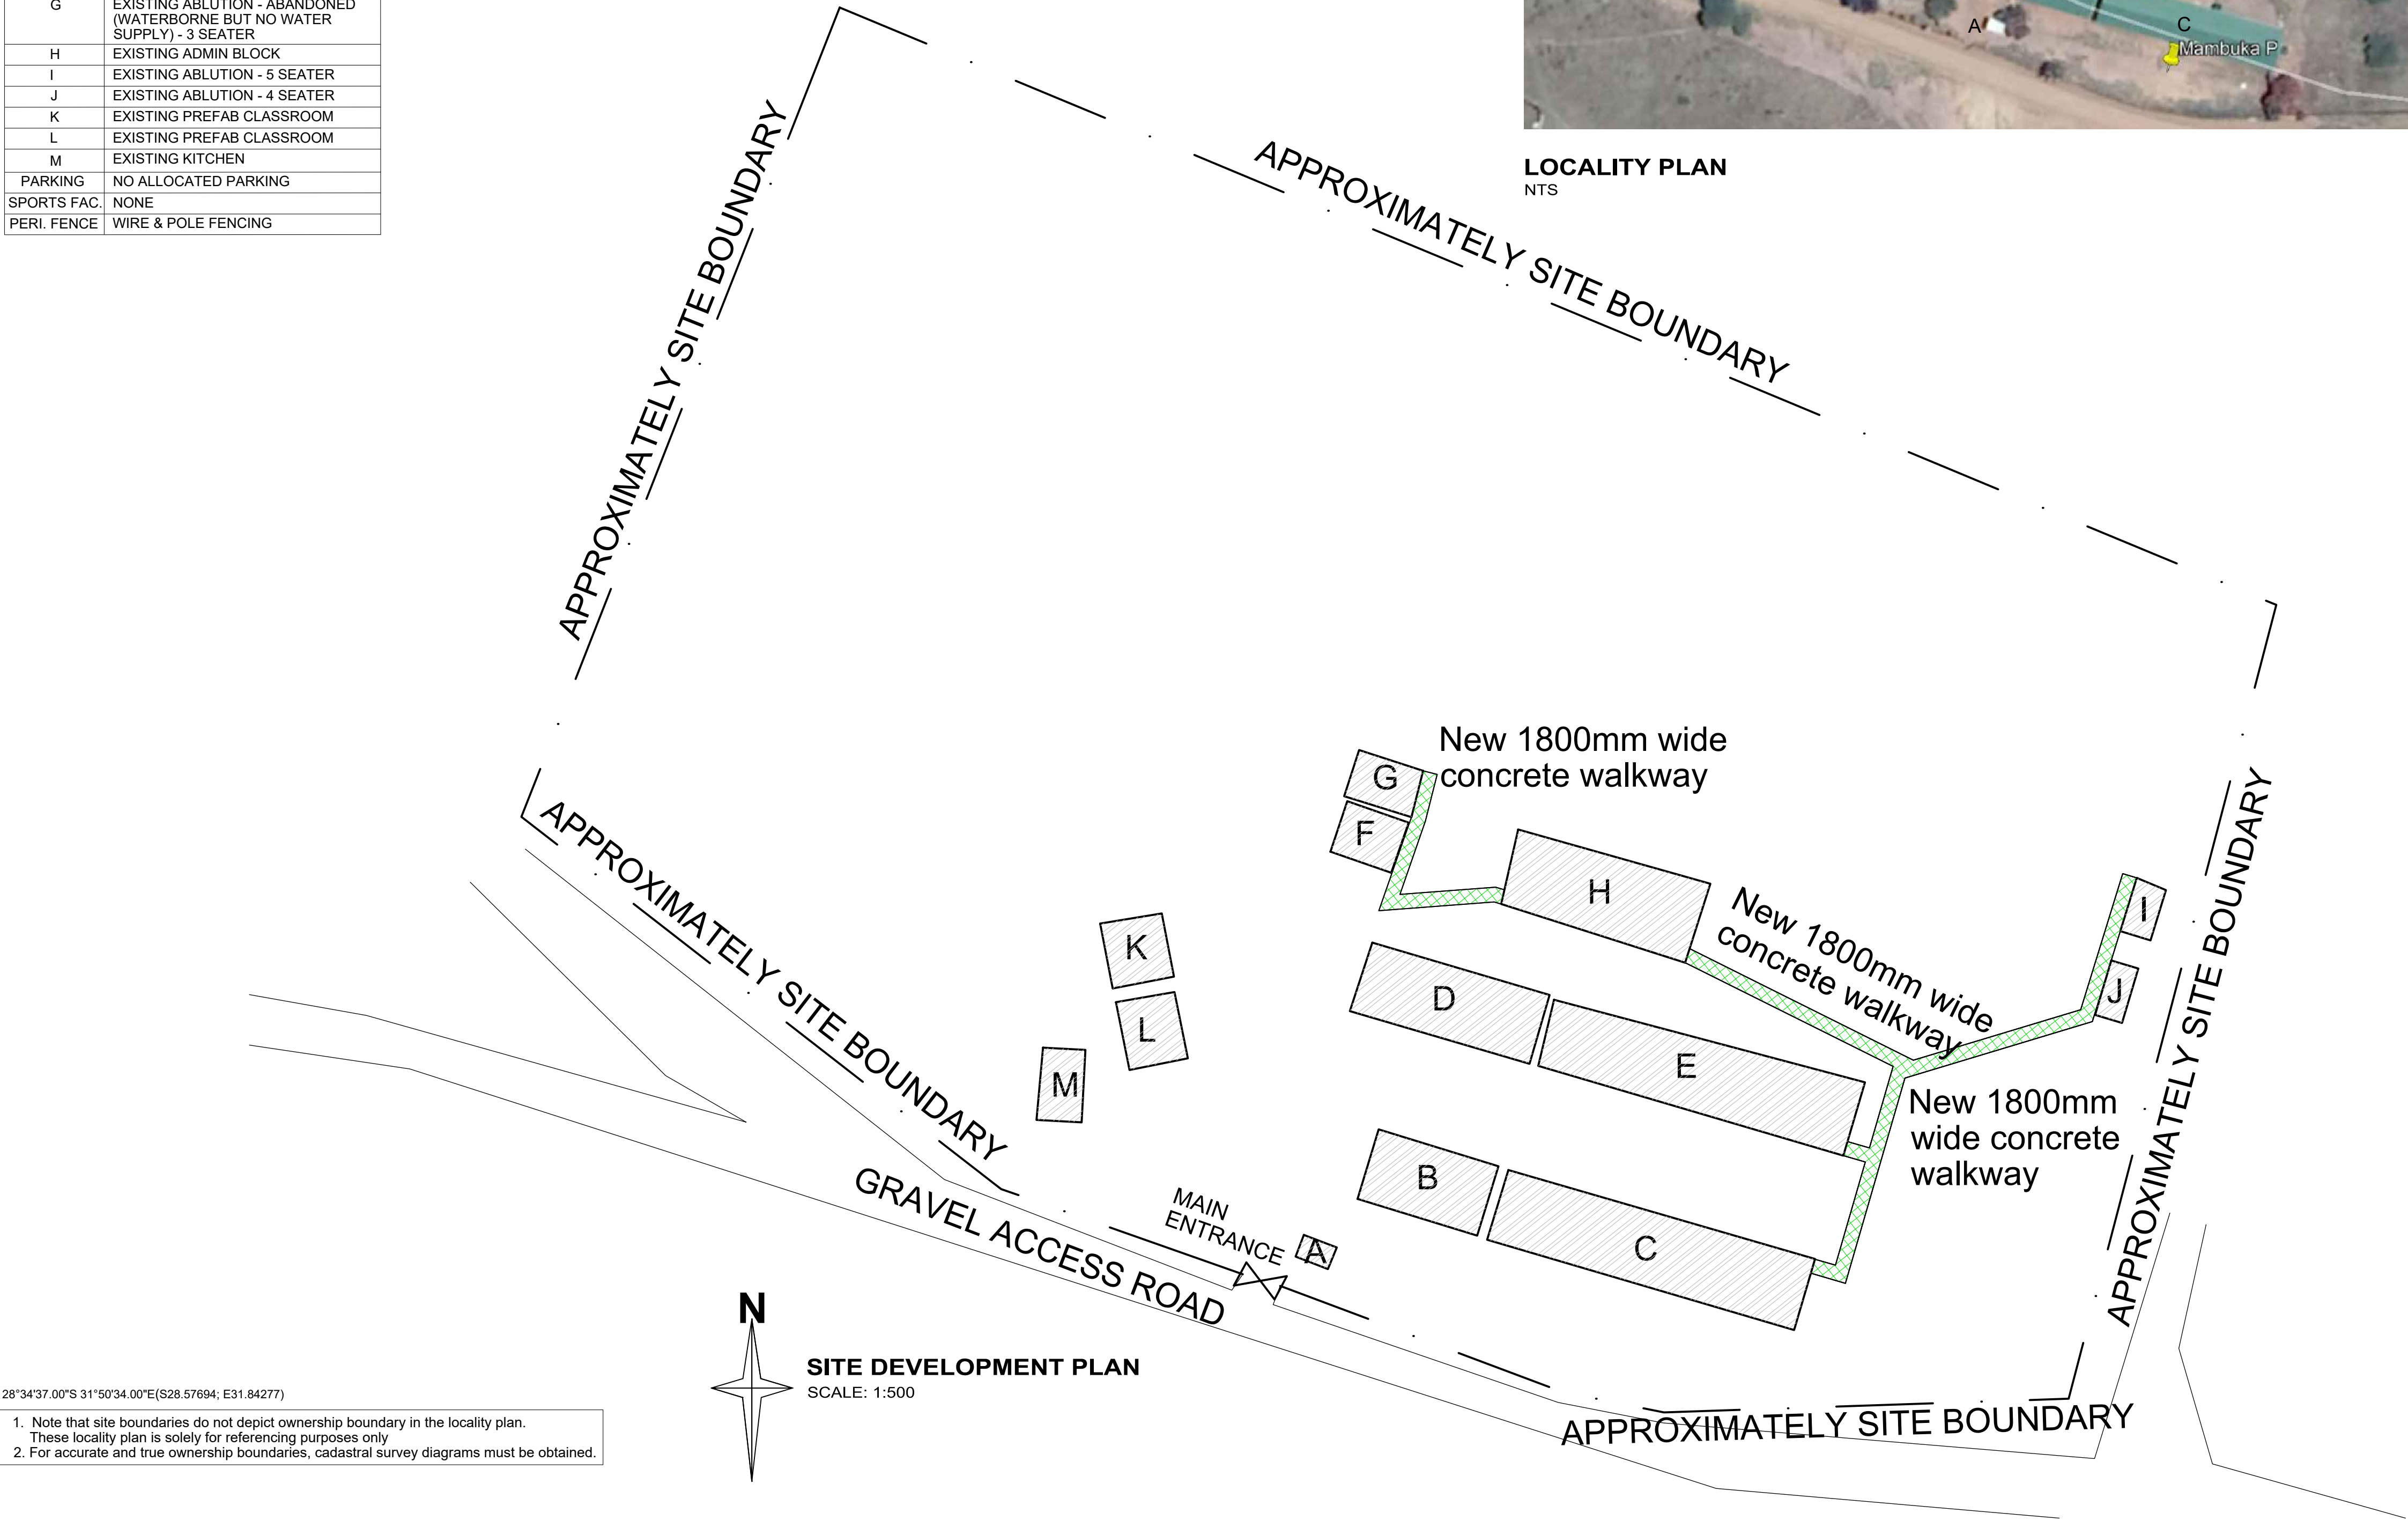 G EXISTING ABLUTION - ABANDONED
(WATERBORNE BUT NO WATER
SUPPLY) - 3 SEATER
H EXISTING ADMIN BLOCK
I EXISTING ABLUTION - 5 SEATER
J EXISTING ABLUTION - 4 SEATER
K EXISTING PREFAB CLASSROOM
L EXISTING PREFAB CLASSROOM
M EXISTING KITCHEN
PARKING NO ALLOCATED PARKING
SPORTS FAC. NONE
PERI. FENCE WIRE & POLE FENCING
A
C
Mambuka P
LOCALITY PLAN
NTS
APPROXIMATELY SITE BOUNDARY
APPROXIMATELY SITE BOUNDARY
New 1800mm wide
concrete walkway
G
F
H
New 1800mm wide
concrete walkway
I
J
APPROXIMATELY SITE BOUNDARY
APPROXIMATELY SITE BOUNDARY
K
L
M
D
E
New 1800mm
wide concrete
walkway
B
C
MAIN
ENTRANCE
A
GRAVEL ACCESS ROAD
APPROXIMATELY SITE BOUNDARY
N
SITE DEVELOPMENT PLAN
SCALE: 1:500
28°34'37.00"S 31°50'34.00"E(S28.57694; E31.84277)
1. Note that site boundaries do not depict ownership boundary in the locality plan.
These locality plan is solely for referencing purposes only
2. For accurate and true ownership boundaries, cadastral survey diagrams must be obtained.